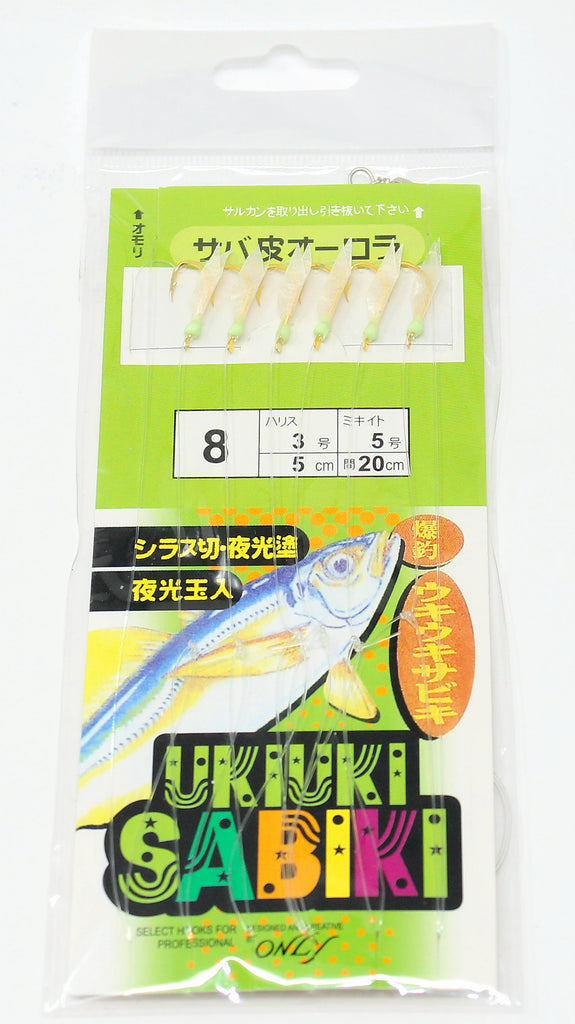 サルカンを取り出し引き抜いて下さい ↑
↑オモリ
サバ皮オーロラ
8
ハリス
3号
5cm
ミキイト
5号
間20cm
シラス切・夜光塗
夜光玉入
爆釣
ウキウキサビキ
UKIUKI
SABIKI
SELECT HOOKS FOR
PROFESSIONAL
DESIGNED AND CREATIVE
ONLY